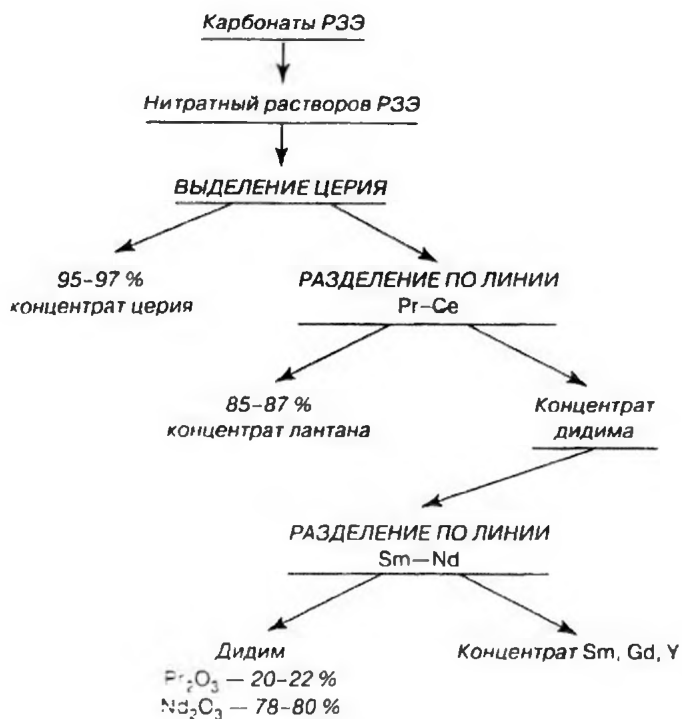 Карбонаты РЗЭ
Нитратный растворов РЗЭ
ВЫДЕЛЕНИЕ ЦЕРИЯ
95–97 %
концентрат церия
РАЗДЕЛЕНИЕ ПО ЛИНИИ
Pr–Ce
85–87 %
концентрат лантана
Концентрат
дидима
РАЗДЕЛЕНИЕ ПО ЛИНИИ
Sm—Nd
Дидим
Pr₂O₃ — 20–22 %
Nd₂O₃ — 78–80 %
Концентрат Sm, Gd, Y